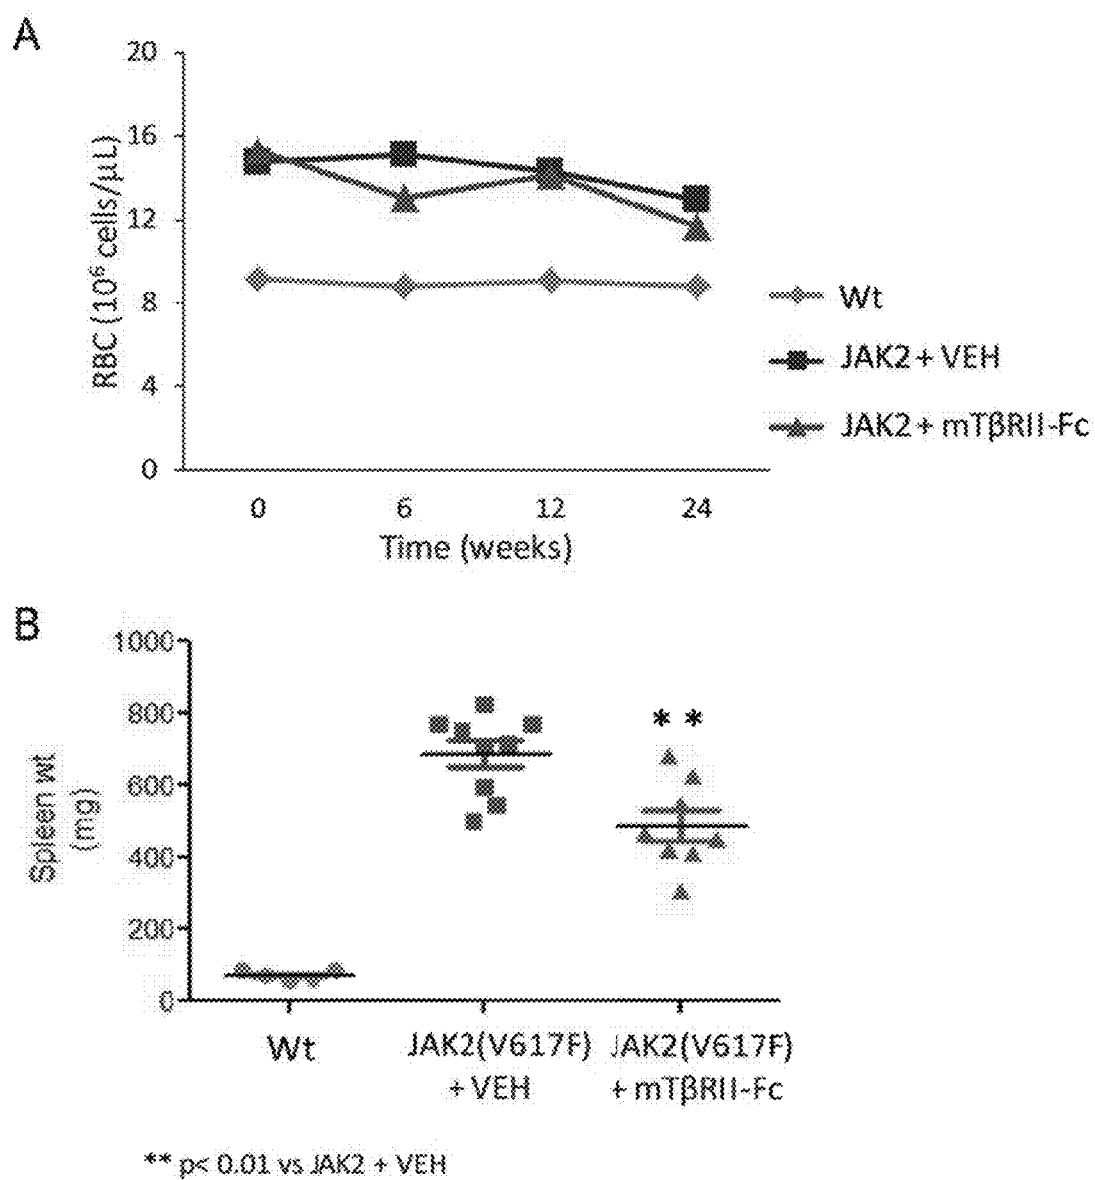 A
20
16
12
8
4
0
RBC (10⁶ cells/µL)
0 6 12 24
Time (weeks)
Wt
JAK2 + VEH
JAK2 + mTβRII-Fc
B
1000
800
600
400
200
0
Spleen wt
(mg)
**
Wt JAK2(V617F) JAK2(V617F)
+ VEH + mTβRII-Fc
** p< 0.01 vs JAK2 + VEH